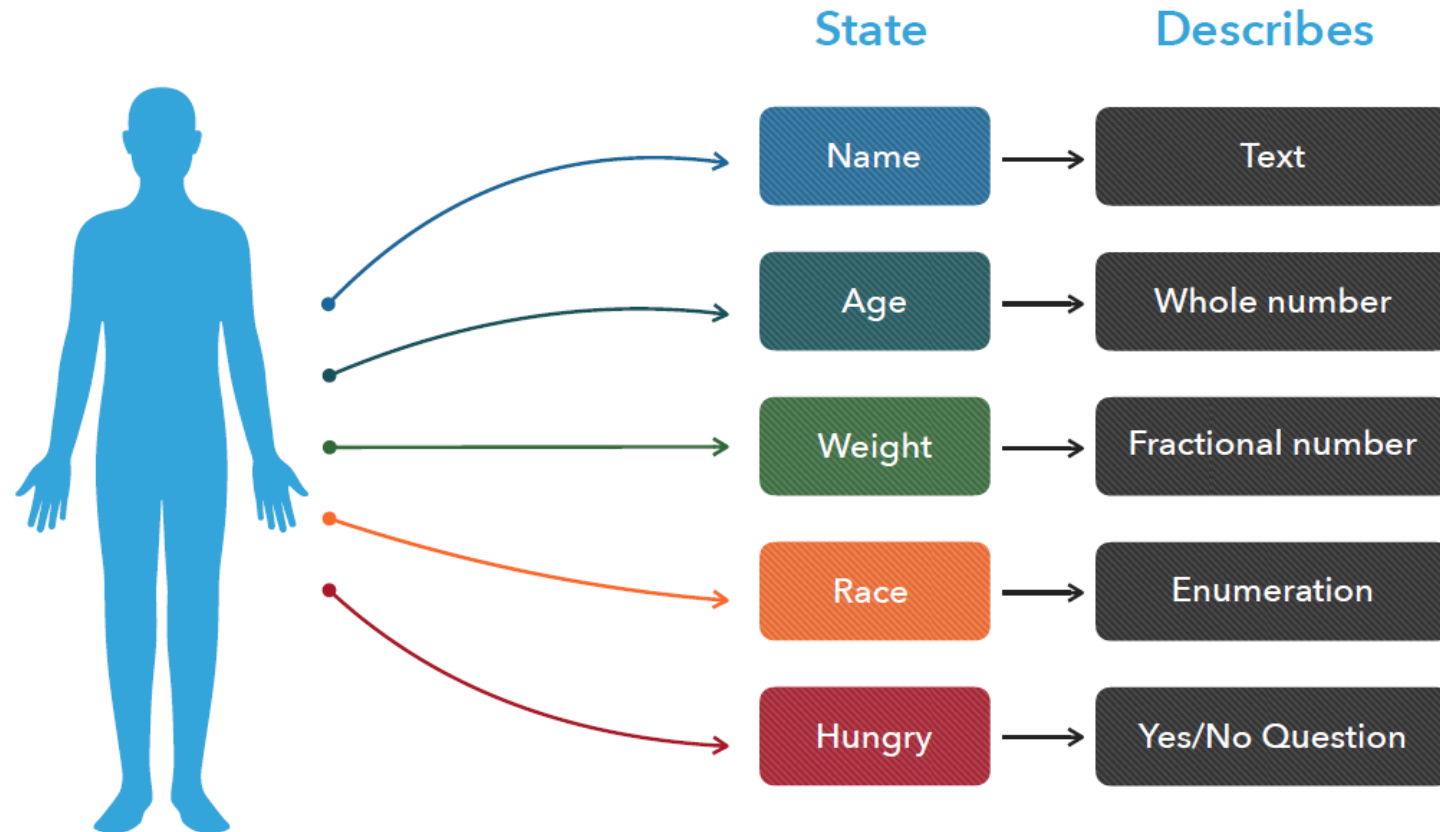 State
Describes
Name
Text
Age
Whole number
Weight
Fractional number
Race
Enumeration
Hungry
Yes/No Question